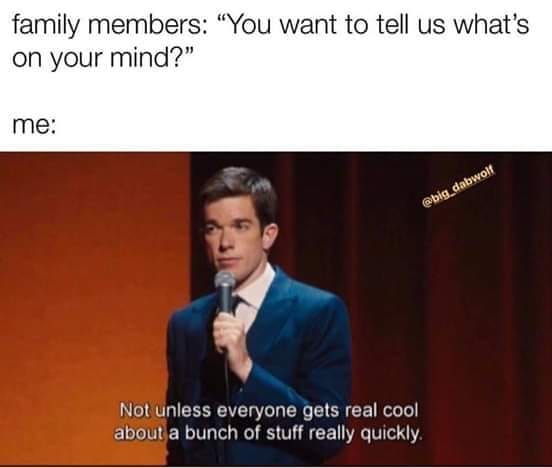 family members: “You want to tell us what’s
on your mind?”
me:
@big_dabwolf
Not unless everyone gets real cool
about a bunch of stuff really quickly.